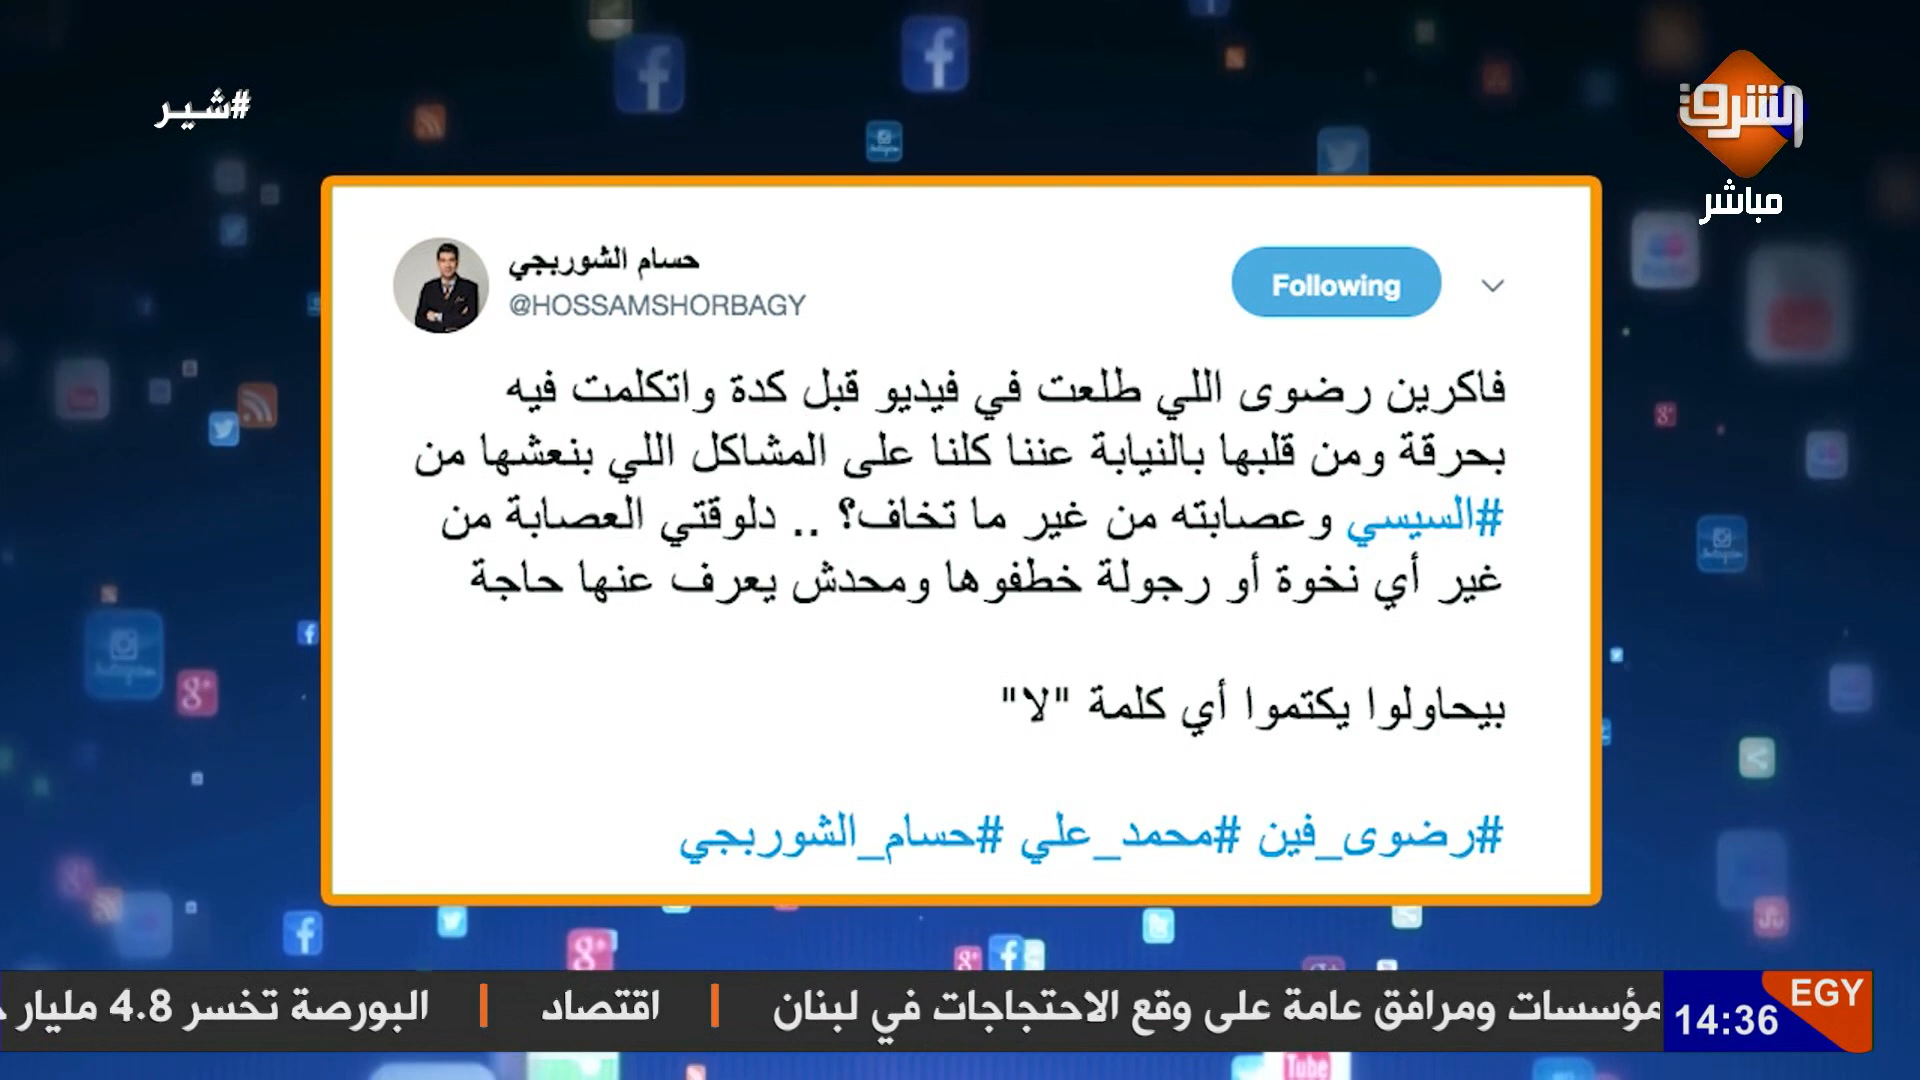 #شير
الشرق
مباشر
حسام الشوربجي
@HOSSAMSHORBAGY
Following
فاكرين رضوى اللي طلعت في فيديو قبل كدة واتكلمت فيه
بحرقة ومن قلبها بالنيابة عننا كلنا على المشاكل اللي بنعشها من
#السيسي وعصابته من غير ما تخاف؟ .. دلوقتي العصابة من
غير أي نخوة أو رجولة خطفوها ومحدش يعرف عنها حاجة
بيحاولوا يكتموا أي كلمة "لا"
#رضوى_فين #محمد_علي #حسام_الشوربجي
EGY
14:36
مؤسسات ومرافق عامة على وقع الاحتجاجات في لبنان | اقتصاد | البورصة تخسر 4.8 مليار
Tube